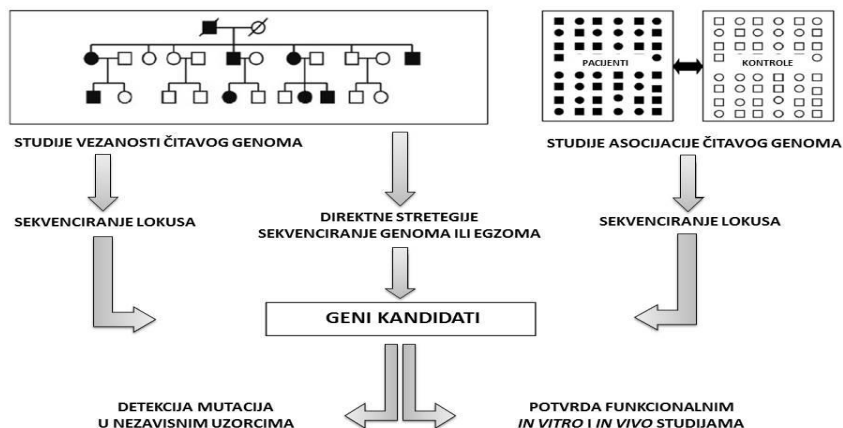 PACIJENTI
KONTROLE
STUDIJE VEZANOSTI ČITAVOG GENOMA
STUDIJE ASOCIJACIJE ČITAVOG GENOMA
SEKVENCIRANJE LOKUSA
DIREKTNE STRETEGIJE
SEKVENCIRANJE GENOMA ILI EGZOMA
SEKVENCIRANJE LOKUSA
GENI KANDIDATI
DETEKCIJA MUTACIJA
U NEZAVISNIM UZORCIMA
POTVRDA FUNKCIONALNIM
IN VITRO I IN VIVO STUDIJAMA